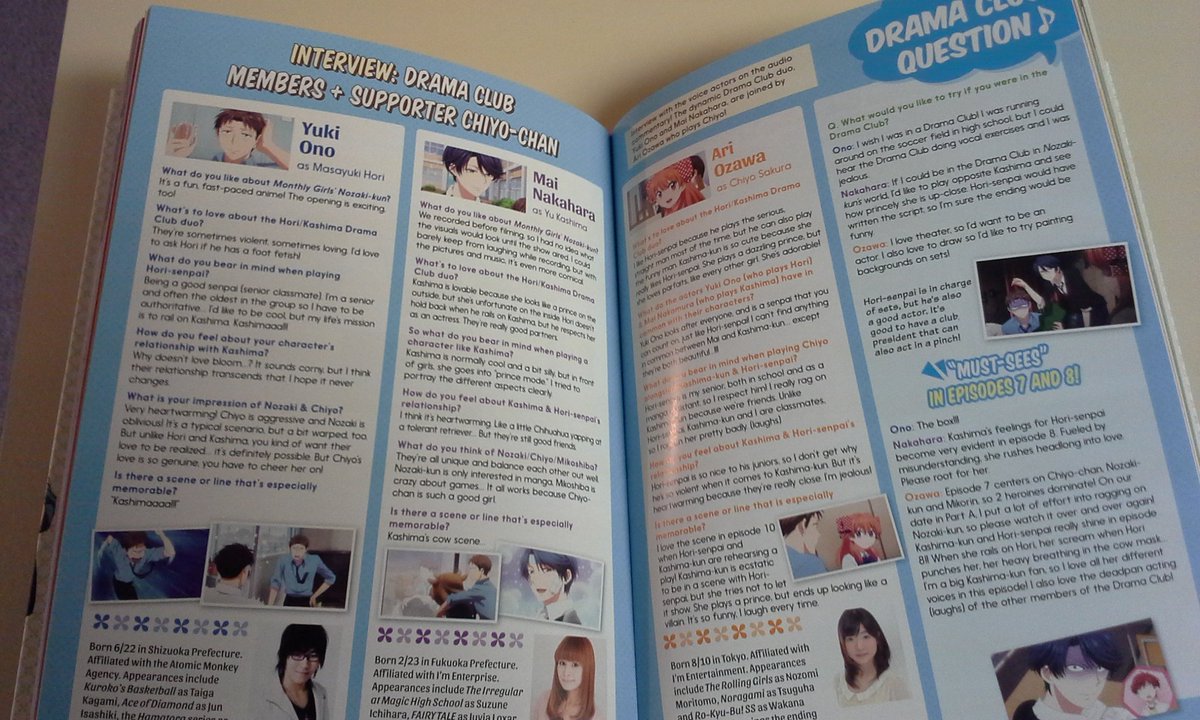 INTERVIEW: DRAMA CLUB
MEMBERS + SUPPORTER CHIYO-CHAN
Yuki
Ono
as Masayuki Hori
What do you like about Monthly Girls' Nozaki-kun?
It's a fun, fast-paced anime! The opening is exciting,
too!
What's to love about the Hori/Kashima Drama
Club duo?
They're sometimes violent, sometimes loving. I'd love
to ask Hori if he has a foot fetish!
What do you bear in mind when playing
Hori-senpai?
Being a good senpai (senior classmate). I'm a senior
and often the oldest in the group so I have to be
authoritative... I'd like to be cool, but my life's mission
is to rail on Kashima. Kashimaaa!!
How do you feel about your character's
relationship with Kashima?
Why doesn't love bloom...? It sounds corny, but I think
their relationship transcends that. I hope it never
changes.
What is your impression of Nozaki & Chiyo?
Very heartwarming! Chiyo is aggressive and Nozaki is
oblivious! It's a typical scenario, but a bit warped, too.
But unlike Hori and Kashima, you kind of want their
love to be realized... it's definitely possible. But Chiyo's
love is so genuine, you have to cheer her on!
Is there a scene or line that's especially
memorable?
"Kashimaaaaa!!!"
Born 6/22 in Shizuoka Prefecture.
Affiliated with the Atomic Monkey
Agency. Appearances include
Kuroko's Basketball as Taiga
Kagami, Ace of Diamond as Jun
Isashiki, the Hamatora series
Mai
Nakahara
as Yu Kashima
What do you like about Monthly Girls' Nozaki-kun?
We recorded before filming, so I had no idea what
the visuals would look until the show aired. I could
barely keep from laughing while recording, but with
the pictures and music, it's even more comical.
What's to love about the Hori/Kashima Drama
Club duo?
Kashima is lovable because she looks like a prince on the
outside, but she's unfortunate on the inside. Hori doesn't
hold back when he rails on Kashima, but he respects her
as an actress. They're really good partners.
So what do you bear in mind when playing a
character like Kashima?
Kashima is normally cool and a bit silly, but in front
of girls, she goes into "prince mode." I tried to
portray the different aspects clearly.
How do you feel about Kashima & Hori-senpai's
relationship?
I think it's heartwarming. Like a little Chihuahua yapping at
a tolerant retriever... But they're still good friends.
What do you think of Nozaki/Chiyo/Mikoshiba?
They're all unique and balance each other out well.
Nozaki-kun is only interested in manga. Mikoshiba is
crazy about games... It all works because Chiyo-
chan is such a good girl.
Is there a scene or line that's especially
memorable?
Kashima's cow scene...
Born 2/23 in Fukuoka Prefecture.
Affiliated with I'm Enterprise.
Appearances include The Irregular
at Magic High School as Suzune
Ichihara, FAIRYTALE as Juvia Loxar
Interview with the voice actors on the audio
commentary! The dynamic Drama Club duo,
Yuki Ono and Mai Nakahara, are joined by
Ari Ozawa who plays Chiyo!
Ari
Ozawa
as Chiyo Sakura
What's to love about the Hori/Kashima Drama
Club duo?
I like Hori-senpai because he plays the serious,
straight man most of the time, but he can also play
the funny man. Kashima-kun is so cute because she
really likes Hori-senpai. She plays a dazzling prince, but
she loves parfaits, like every other girl. She's adorable!
What do the actors Yuki Ono (who plays Hori)
& Mai Nakamura (who plays Kashima) have in
common with their characters?
Yuki Ono looks after everyone, and is a senpai that you
can count on, just like Hori-senpai! I can't find anything
in common between Mai and Kashima-kun... except
they're both beautiful...!!!
What do you bear in mind when playing Chiyo
alongside Kashima-kun & Hori-senpai?
Hori-senpai is my senior, both in school and as a
manga assistant, so I respect him! I really rag on
Kashima-kun because we're friends. Unlike
Hori-senpai, Kashima-kun and I are classmates,
so I rag on her pretty badly. (laughs)
How do you feel about Kashima & Hori-senpai's
relationship?
Hori-senpai is so nice to his juniors, so I don't get why
he's so violent when it comes to Kashima-kun. But it's
heartwarming because they're really close. I'm jealous!
Is there a scene or line that is especially
memorable?
I love the scene in episode 10
when Hori-senpai and
Kashima-kun are rehearsing a
play! Kashima-kun is ecstatic
to be in a scene with Hori-
senpai, but she tries not to let
it show. She plays a prince, but ends up looking like a
villain. It's so funny, I laugh every time.
Born 8/10 in Tokyo. Affiliated with
I'm Entertainment. Appearances
include The Rolling Girls as Nozomi
Moritomo, Noragami as Tsuguha
and Ro-Kyu-Bu! SS as Wakana
the ending
DRAMA CLUB
QUESTION♪
Q. What would you like to try if you were in the
Drama Club?
Ono: I wish I was in a Drama Club! I was running
around on the soccer field in high school, but I could
hear the Drama Club doing vocal exercises and I was
jealous.
Nakahara: If I could be in the Drama Club in Nozaki-
kun's world, I'd like to play opposite Kashima and see
how princely she is up-close. Hori-senpai would have
written the script, so I'm sure the ending would be
funny.
Ozawa: I love theater, so I'd want to be an
actor. I also love to draw so I'd like to try painting
backgrounds on sets!
Hori-senpai is in charge
of sets, but he's also
a good actor. It's
good to have a club
president that can
also act in a pinch!
"MUST-SEES"
IN EPISODES 7 AND 8!
Ono: The box!!!
Nakahara: Kashima's feelings for Hori-senpai
become very evident in episode 8. Fueled by
misunderstanding, she rushes headlong into love.
Please root for her.
Ozawa: Episode 7 centers on Chiyo-chan, Nozaki-
kun and Mikorin, so 2 heroines dominate! On our
date in Part A, I put a lot of effort into ragging on
Nozaki-kun, so please watch it over and over again!
Kashima-kun and Hori-senpai really shine in episode
8!! When she rails on Hori, her scream when Hori
punches her, her heavy breathing in the cow mask...
I'm a big Kashima-kun fan, so I love all her different
voices in this episode! I also love the deadpan acting
(laughs) of the other members of the Drama Club!